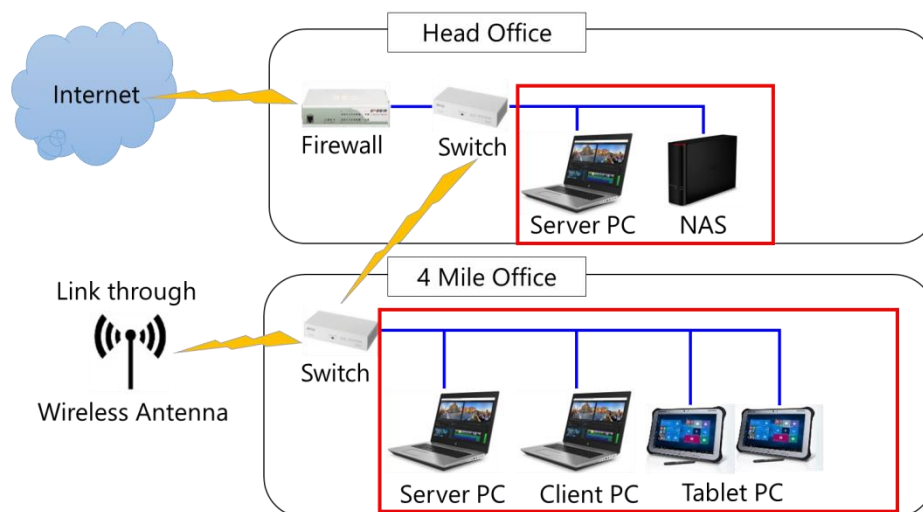 Head Office
Internet
Firewall
Switch
Server PC
NAS
4 Mile Office
Link through
Wireless Antenna
Switch
Server PC
Client PC
Tablet PC